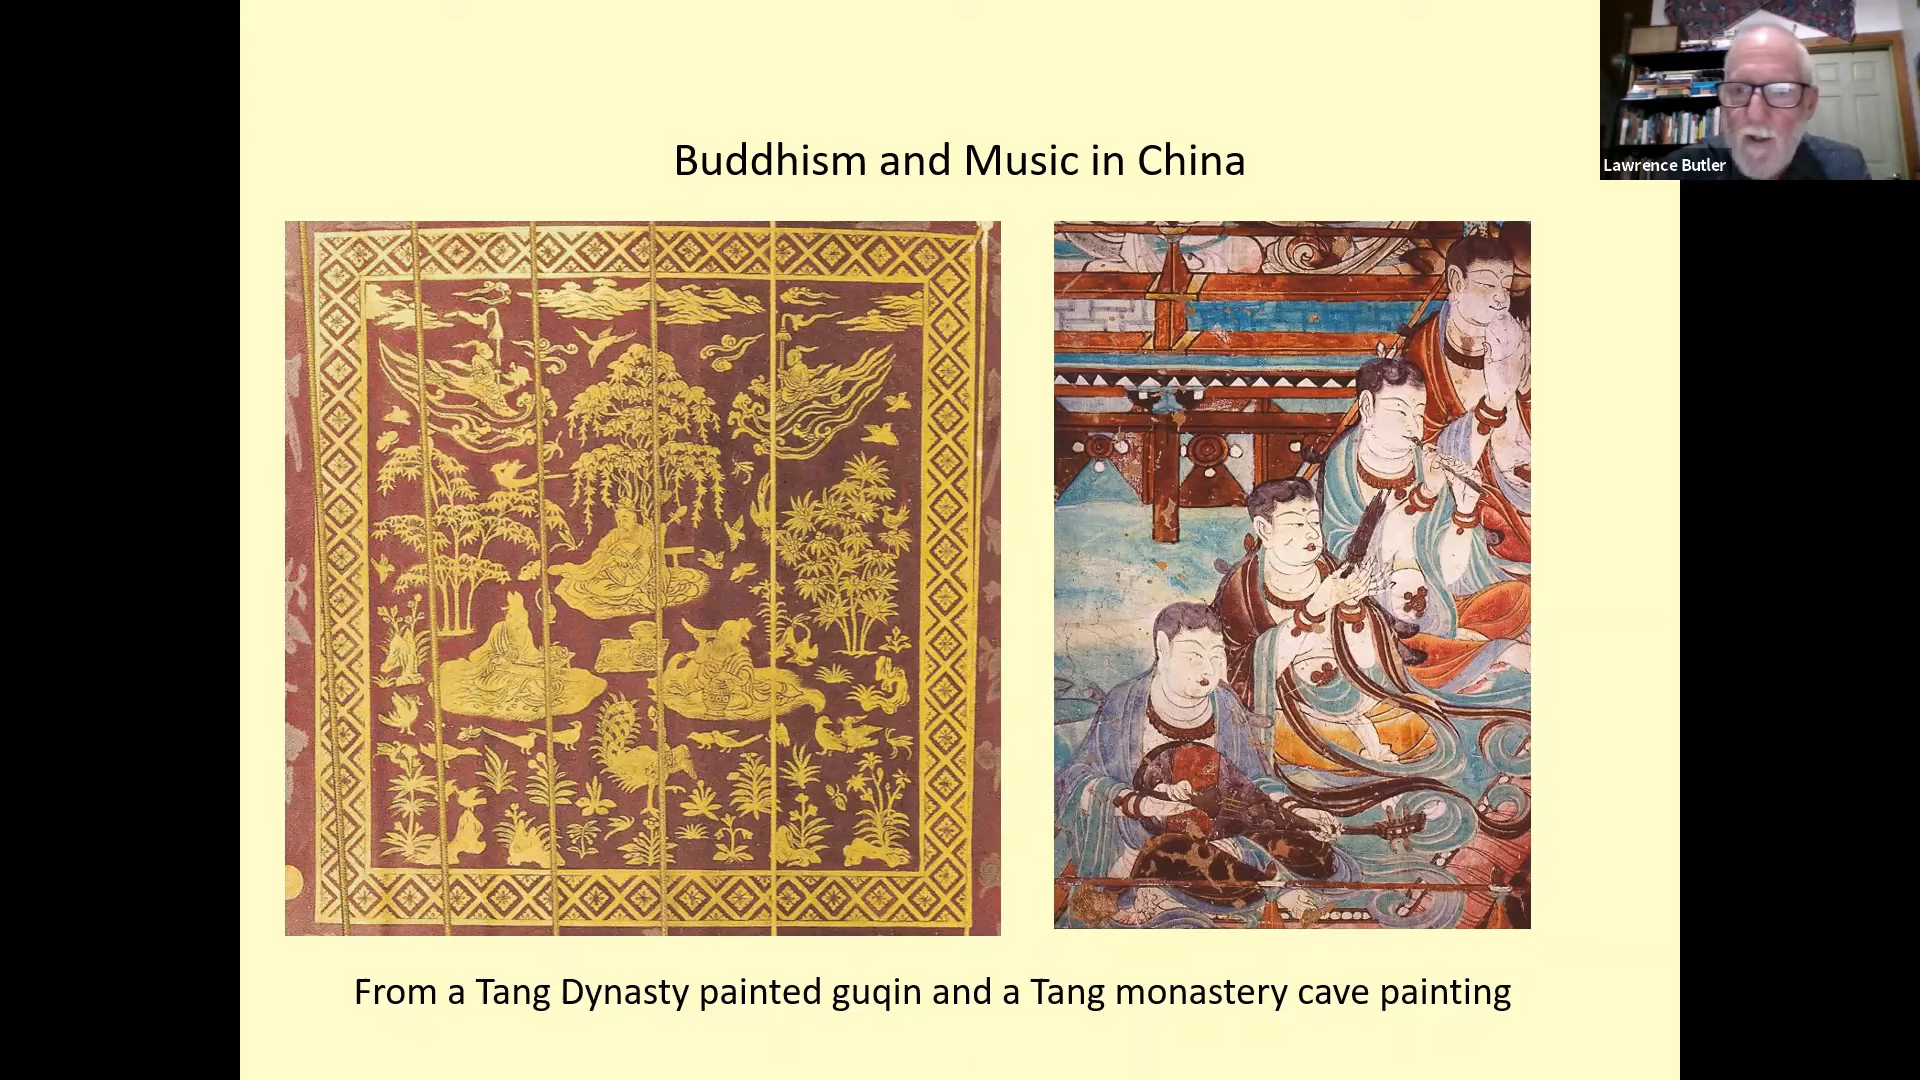 Buddhism and Music in China
Lawrence Butler
From a Tang Dynasty painted guqin and a Tang monastery cave painting